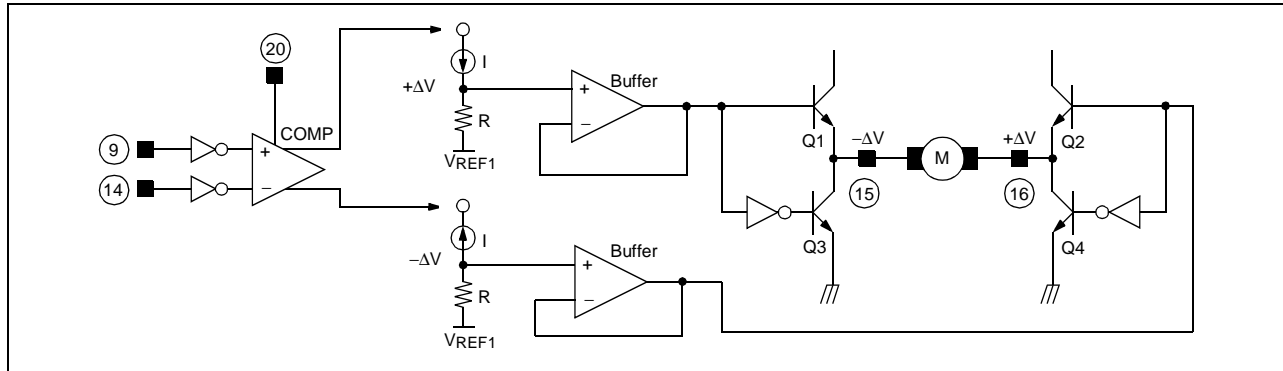 20
I
+ΔV
Buffer
+
−
R
VREF1
COMP
9
+
14
−
Q1
−ΔV
M
+ΔV
Q2
15
16
Q3
Q4
I
−ΔV
Buffer
+
−
R
VREF1